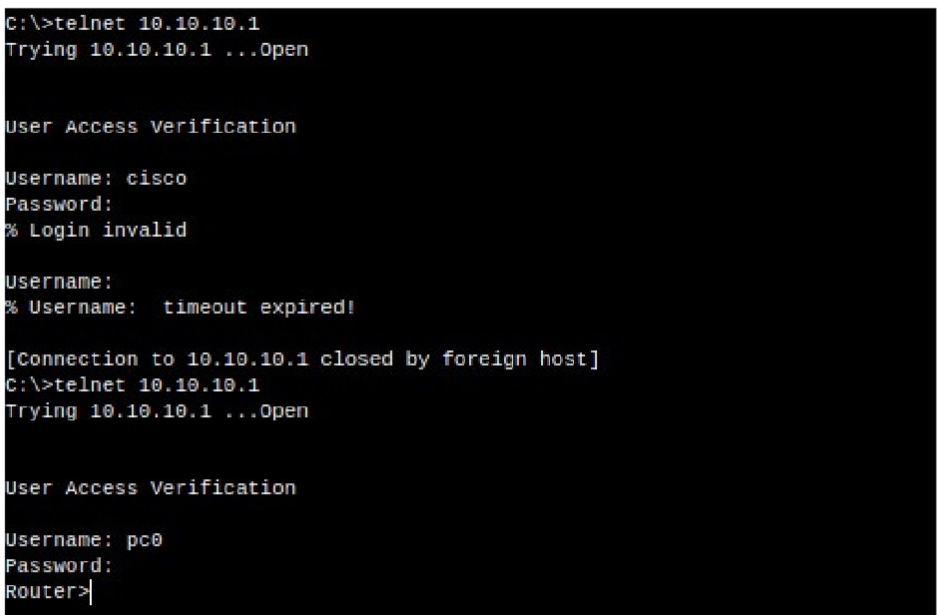 C:\>telnet 10.10.10.1
Trying 10.10.10.1 ...Open
User Access Verification
Username: cisco
Password:
% Login invalid
Username:
% Username:  timeout expired!
[Connection to 10.10.10.1 closed by foreign host]
C:\>telnet 10.10.10.1
Trying 10.10.10.1 ...Open
User Access Verification
Username: pc0
Password:
Router>